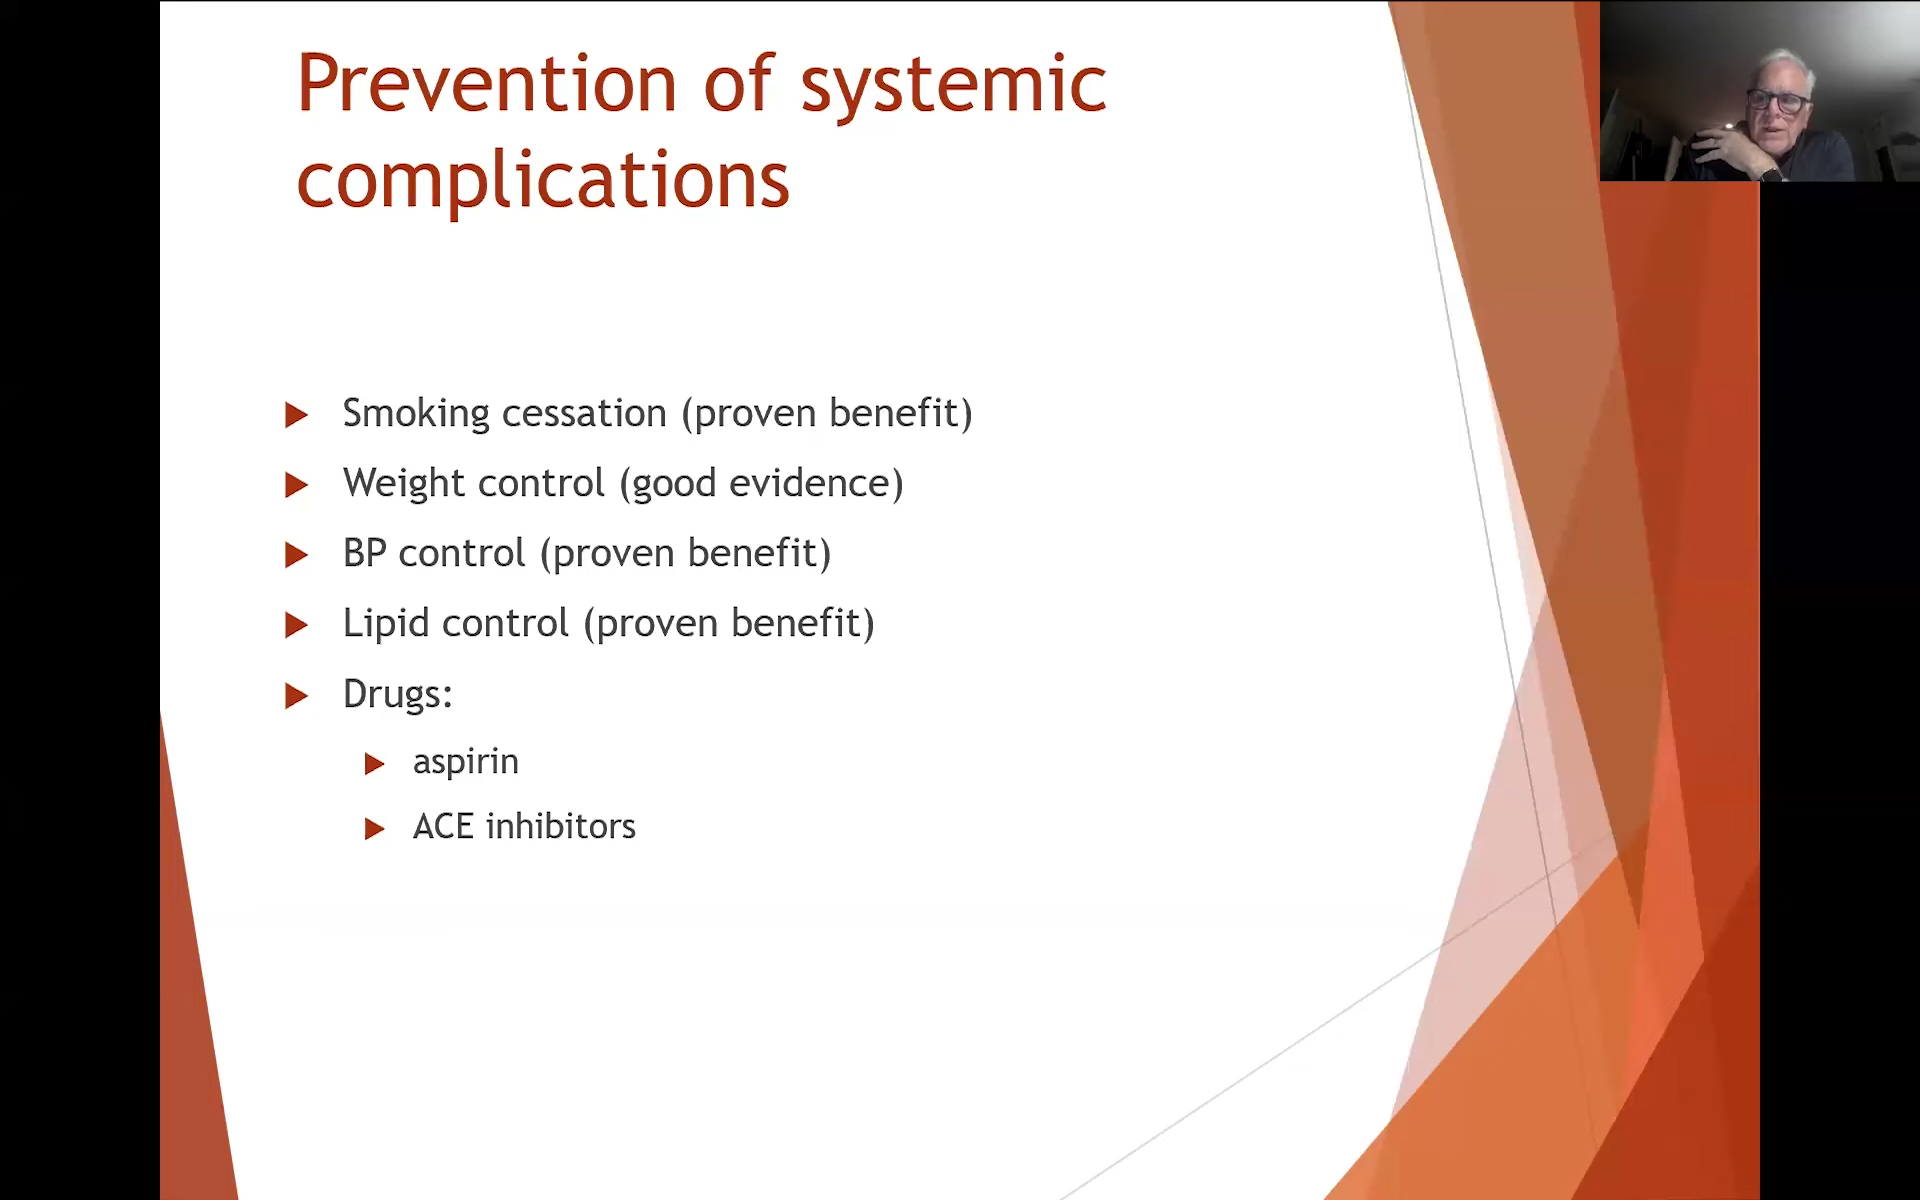 Prevention of systemic
complications
Smoking cessation (proven benefit)
Weight control (good evidence)
BP control (proven benefit)
Lipid control (proven benefit)
Drugs:
aspirin
ACE inhibitors